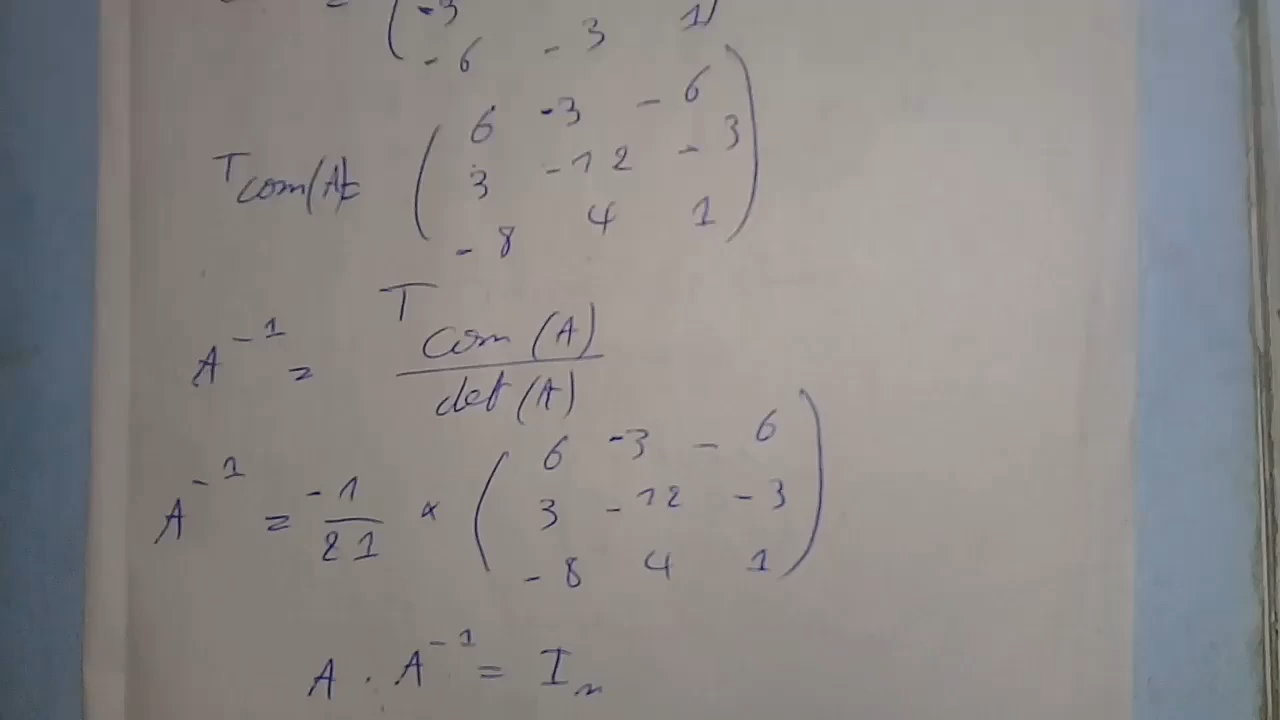 = ( -3 1 )
- 6 - 3
6 -3 - 6
Tcom(A)= ( 3 -12 - 3 )
- 8 4 1
A⁻¹ = Tcom(A) / det(A)
6 -3 - 6
A⁻¹ = -1/21 × ( 3 - 12 - 3 )
- 8 4 1
A . A⁻¹ = In